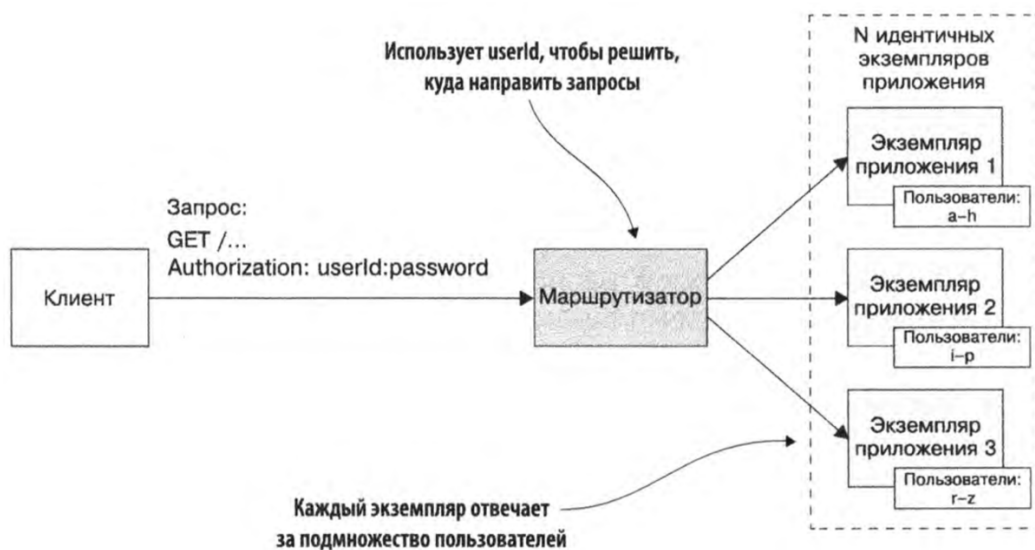 Использует userId, чтобы решить,
куда направить запросы
N идентичных
экземпляров
приложения
Экземпляр
приложения 1
Пользователи:
a–h
Запрос:
GET /...
Authorization: userId:password
Клиент
Маршрутизатор
Экземпляр
приложения 2
Пользователи:
i–p
Экземпляр
приложения 3
Пользователи:
r–z
Каждый экземпляр отвечает
за подмножество пользователей